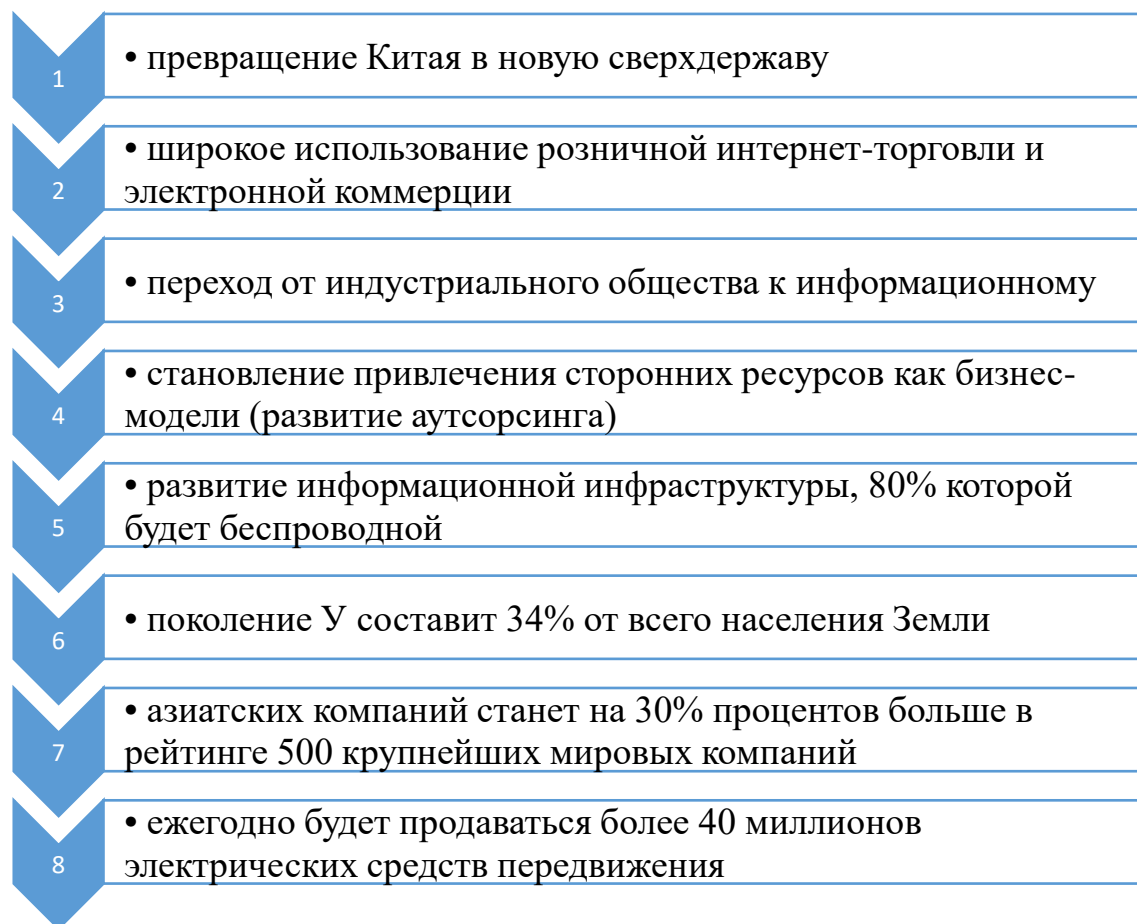 1
• превращение Китая в новую сверхдержаву
2
• широкое использование розничной интернет-торговли и
электронной коммерции
3
• переход от индустриального общества к информационному
4
• становление привлечения сторонних ресурсов как бизнес-
модели (развитие аутсорсинга)
5
• развитие информационной инфраструктуры, 80% которой
будет беспроводной
6
• поколение У составит 34% от всего населения Земли
7
• азиатских компаний станет на 30% процентов больше в
рейтинге 500 крупнейших мировых компаний
8
• ежегодно будет продаваться более 40 миллионов
электрических средств передвижения